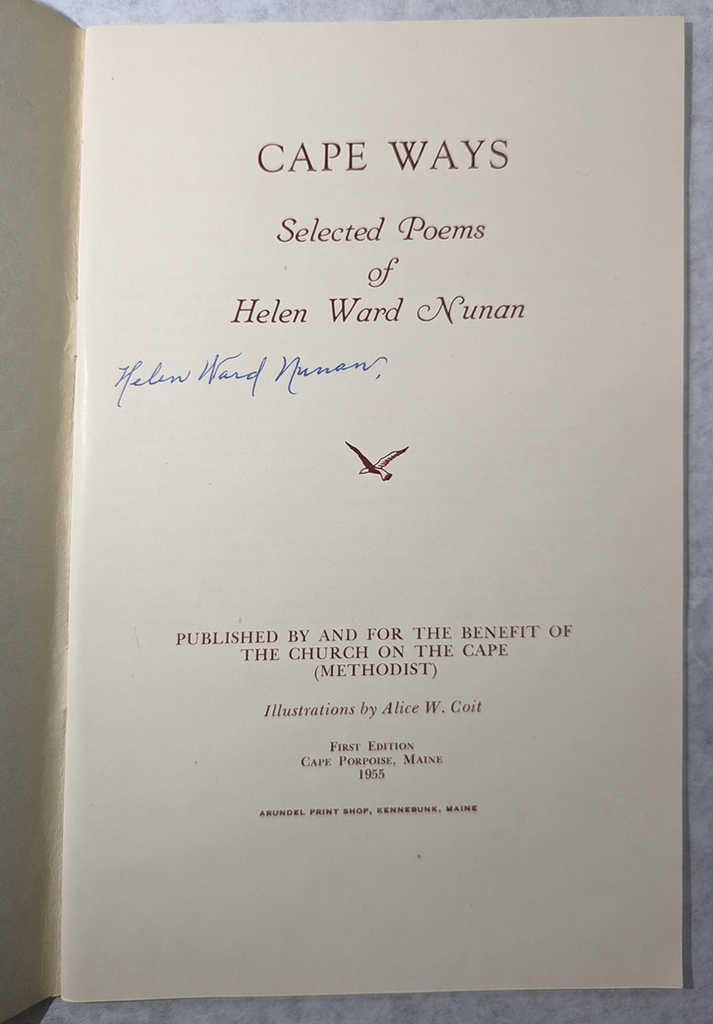 CAPE WAYS
Selected Poems
of
Helen Ward Nunan
Helen Ward Nunan,
PUBLISHED BY AND FOR THE BENEFIT OF
THE CHURCH ON THE CAPE
(METHODIST)
Illustrations by Alice W. Coit
FIRST EDITION
CAPE PORPOISE, MAINE
1955
ARUNDEL PRINT SHOP, KENNEBUNK, MAINE